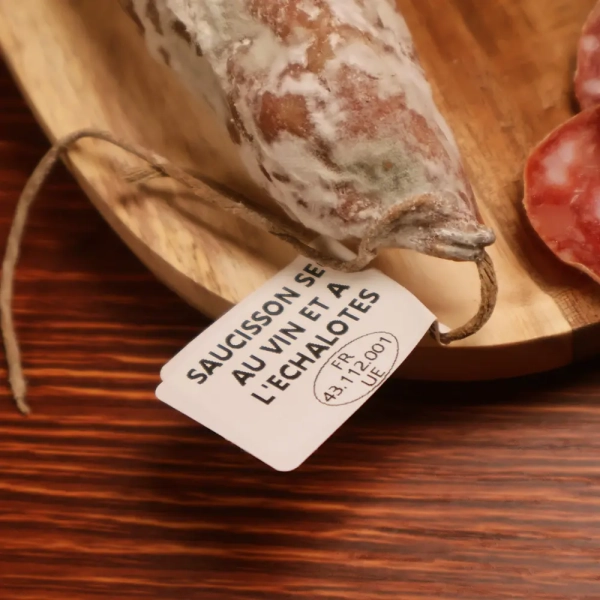 SAUCISSON SE
AU VIN ET A
L'ECHALOTES
FR
43.112.001
UE